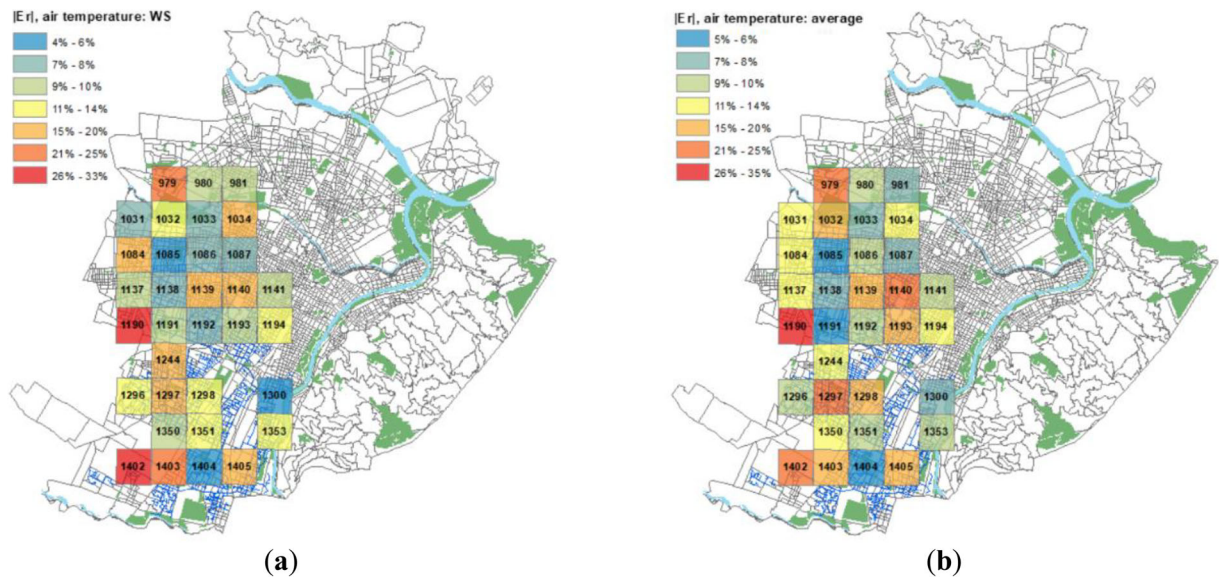 |Er|, air temperature: WS
4% - 6%
7% - 8%
9% - 10%
11% - 14%
15% - 20%
21% - 25%
26% - 33%
979 980 981
1031 1032 1033 1034
1084 1085 1086 1087
1137 1138 1139 1140 1141
1190 1191 1192 1193 1194
1244
1296 1297 1298 1300
1350 1351 1353
1402 1403 1404 1405
(a)
|Er|, air temperature: average
5% - 6%
7% - 8%
9% - 10%
11% - 14%
15% - 20%
21% - 25%
26% - 35%
979 980 981
1031 1032 1033 1034
1084 1085 1086 1087
1137 1138 1139 1140 1141
1190 1191 1192 1193 1194
1244
1296 1297 1298 1300
1350 1351 1353
1402 1403 1404 1405
(b)